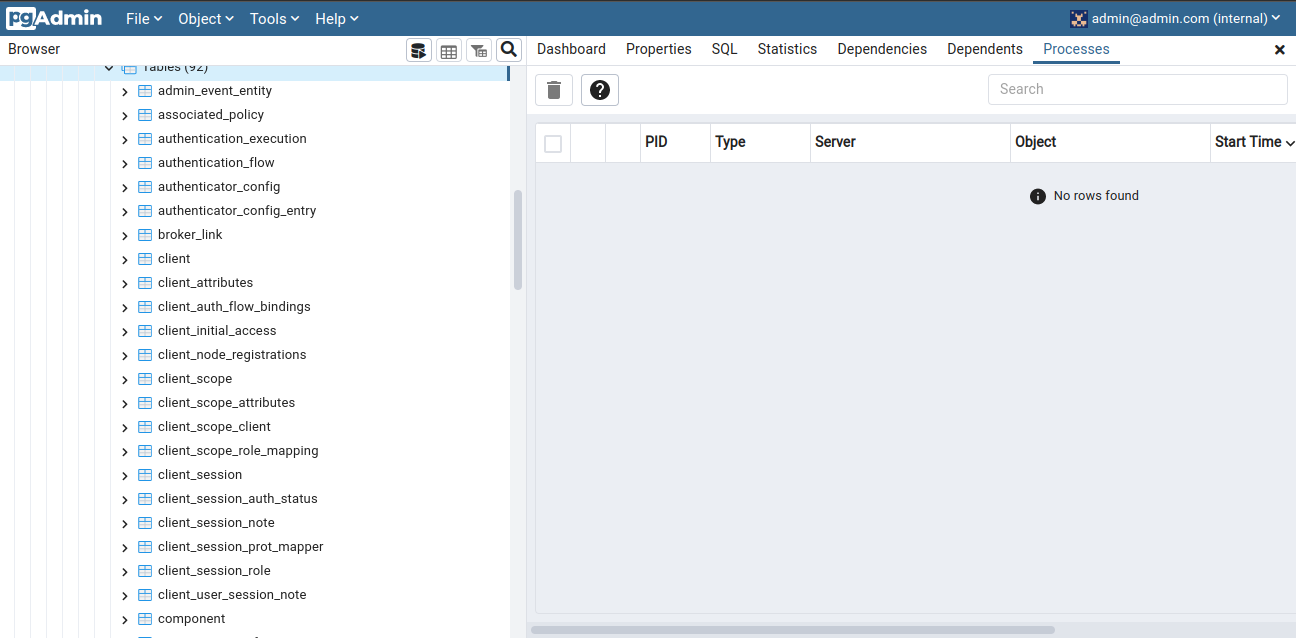 pgAdmin File Object Tools Help admin@admin.com (internal)
Browser
Dashboard Properties SQL Statistics Dependencies Dependents Processes
Tables (92)
admin_event_entity
associated_policy
authentication_execution
authentication_flow
authenticator_config
authenticator_config_entry
broker_link
client
client_attributes
client_auth_flow_bindings
client_initial_access
client_node_registrations
client_scope
client_scope_attributes
client_scope_client
client_scope_role_mapping
client_session
client_session_auth_status
client_session_note
client_session_prot_mapper
client_session_role
client_user_session_note
component
Search
PID Type Server Object Start Time
No rows found